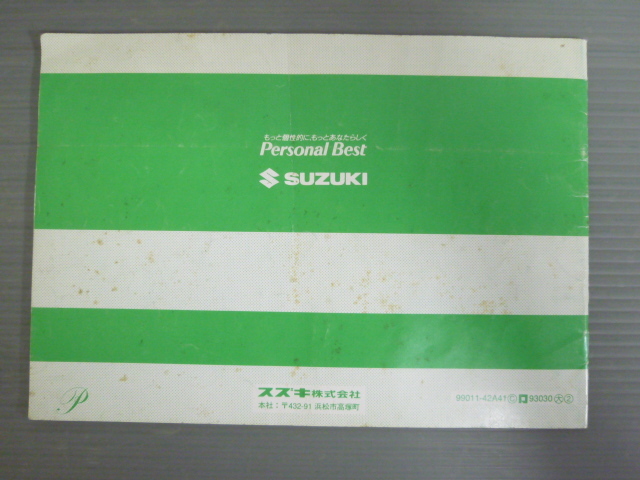 もっと個性的に、もっとあなたらしく
Personal Best
SUZUKI
P
スズキ株式会社
本社：〒432-91 浜松市高塚町
99011-42A41 93030 大 2